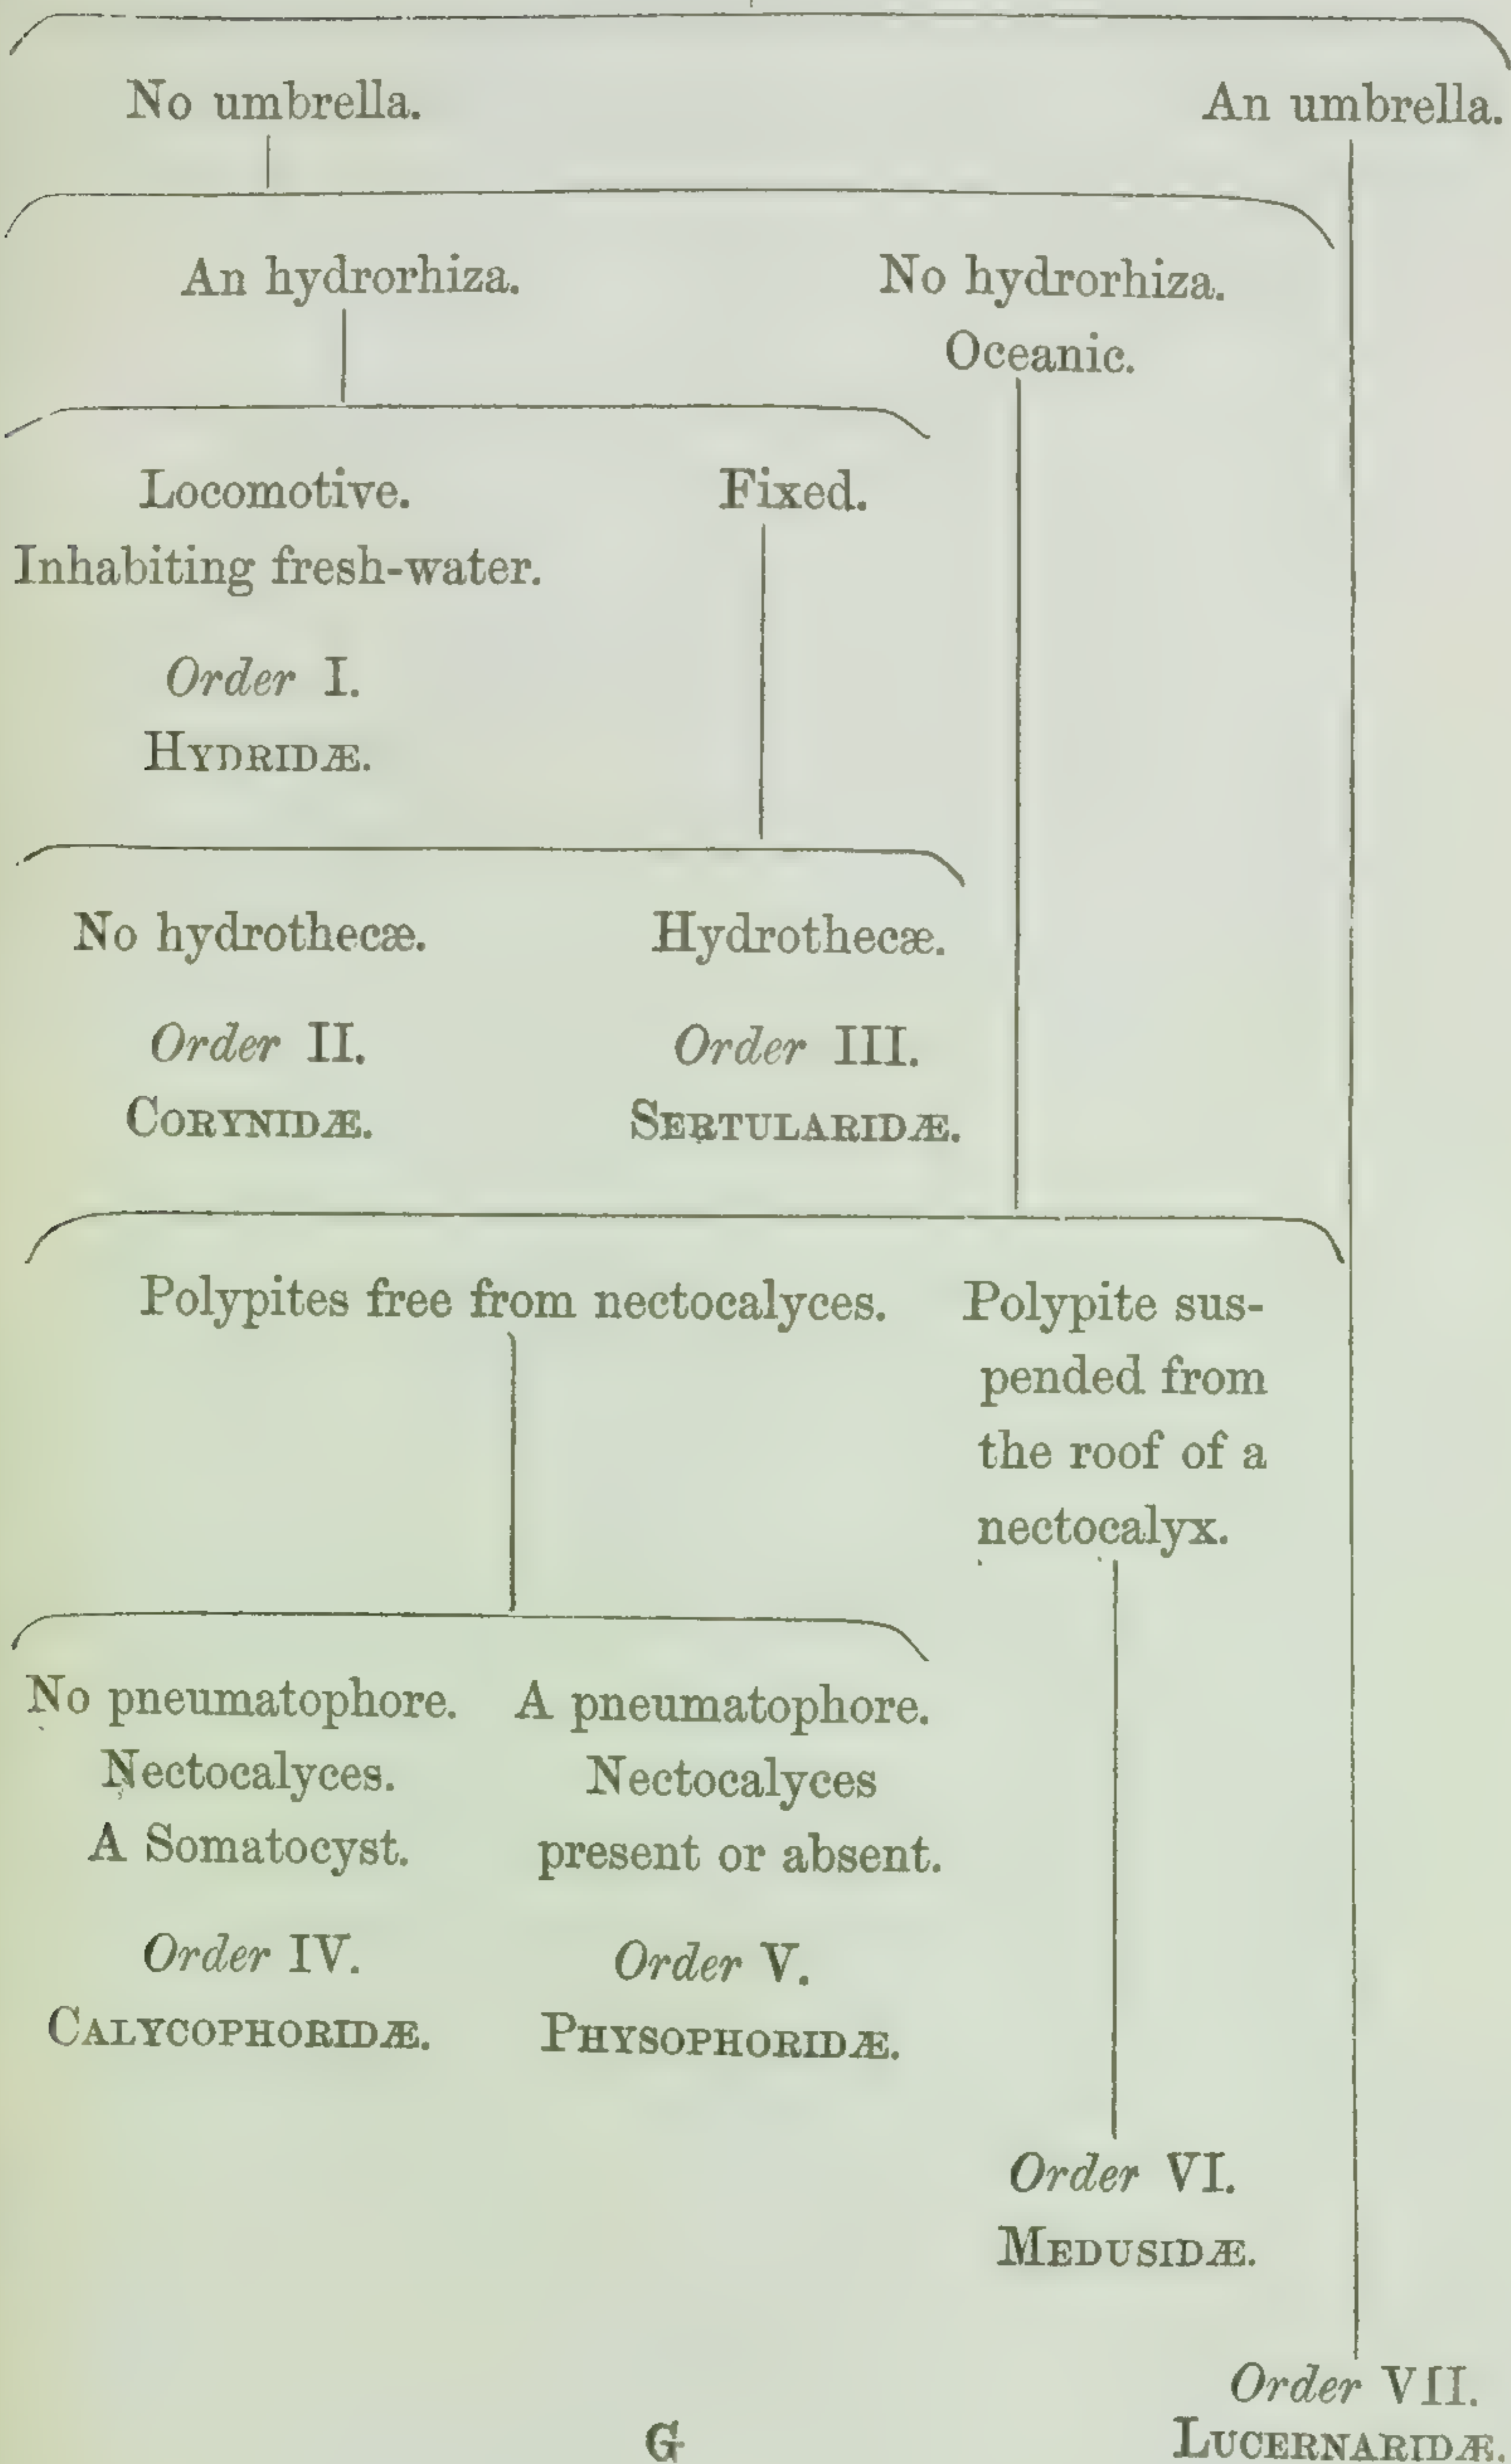 No umbrella. An umbrella.
An hydrorhiza. No hydrorhiza.
Oceanic.
Locomotive. Fixed.
Inhabiting fresh-water.
Order I.
HYDRIDÆ.
No hydrothecæ. Hydrothecæ.
Order II. Order III.
CORYNIDÆ. SERTULARIDÆ.
Polypites free from nectocalyces. Polypite sus-
pended from
the roof of a
nectocalyx.
No pneumatophore. A pneumatophore.
Nectocalyces. Nectocalyces
A Somatocyst. present or absent.
Order IV. Order V.
CALYCOPHORIDÆ. PHYSOPHORIDÆ.
Order VI.
MEDUSIDÆ.
Order VII.
G LUCERNARIDÆ.